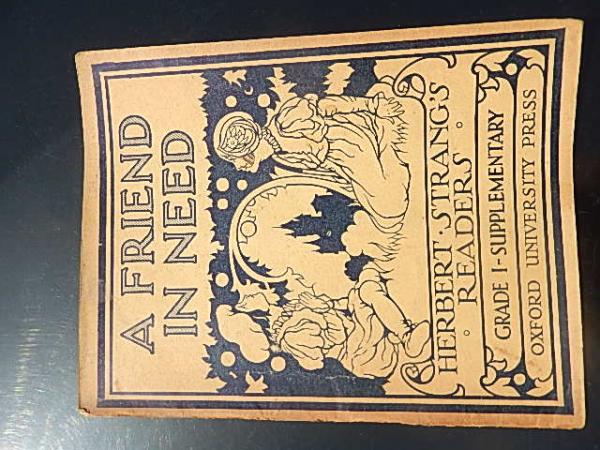 A FRIEND
IN NEED
HERBERT·STRANG'S
· READERS ·
GRADE I-SUPPLEMENTARY
OXFORD UNIVERSITY PRESS